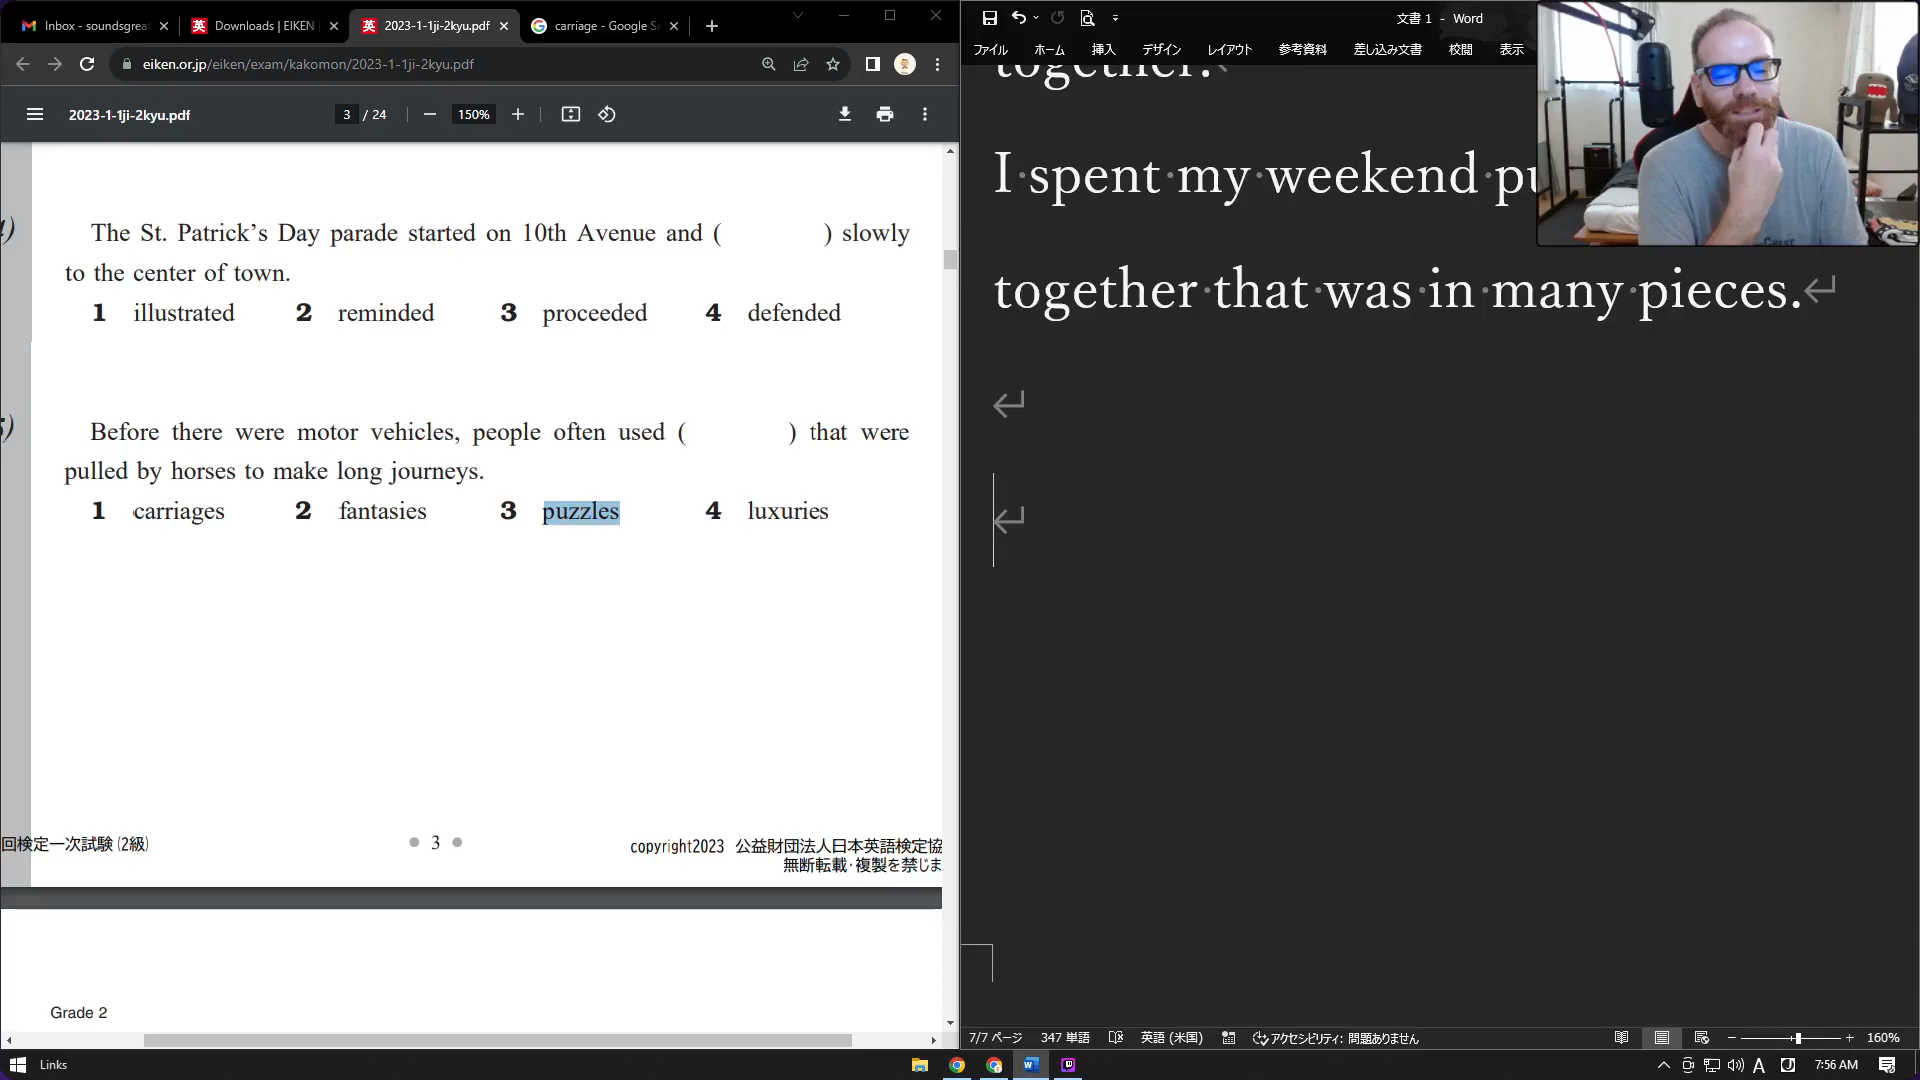 Inbox - soundsgrea
Downloads | EIKEN
2023-1-1ji-2kyu.pdf
carriage - Google S
eiken.or.jp/eiken/exam/kakomon/2023-1-1ji-2kyu.pdf
2023-1-1ji-2kyu.pdf
3 / 24
150%
The St. Patrick's Day parade started on 10th Avenue and ( ) slowly
to the center of town.
1 illustrated 2 reminded 3 proceeded 4 defended
5)
Before there were motor vehicles, people often used ( ) that were
pulled by horses to make long journeys.
1 carriages 2 fantasies 3 puzzles 4 luxuries
回検定一次試験 (2級)
3
copyright2023 公益財団法人日本英語検定協
無断転載・複製を禁じま
Grade 2
文書 1 - Word
ファイル ホーム 挿入 デザイン レイアウト 参考資料 差し込み文書 校閲 表示
together.
I spent my weekend pu
together that was in many pieces.
7/7 ページ 347 単語 英語 (米国) アクセシビリティ: 問題ありません 160%
Links
A
7:56 AM